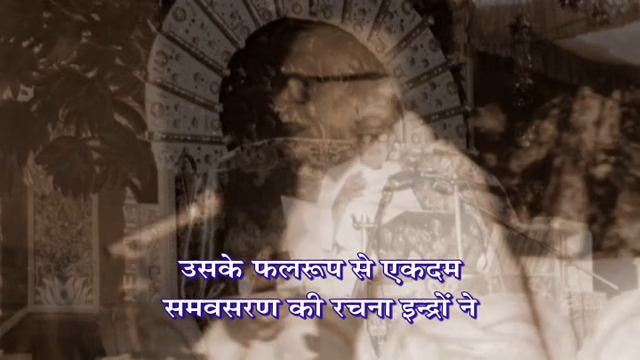 उसके फलरूप से एकदम
समवसरण की रचना इन्द्रों ने